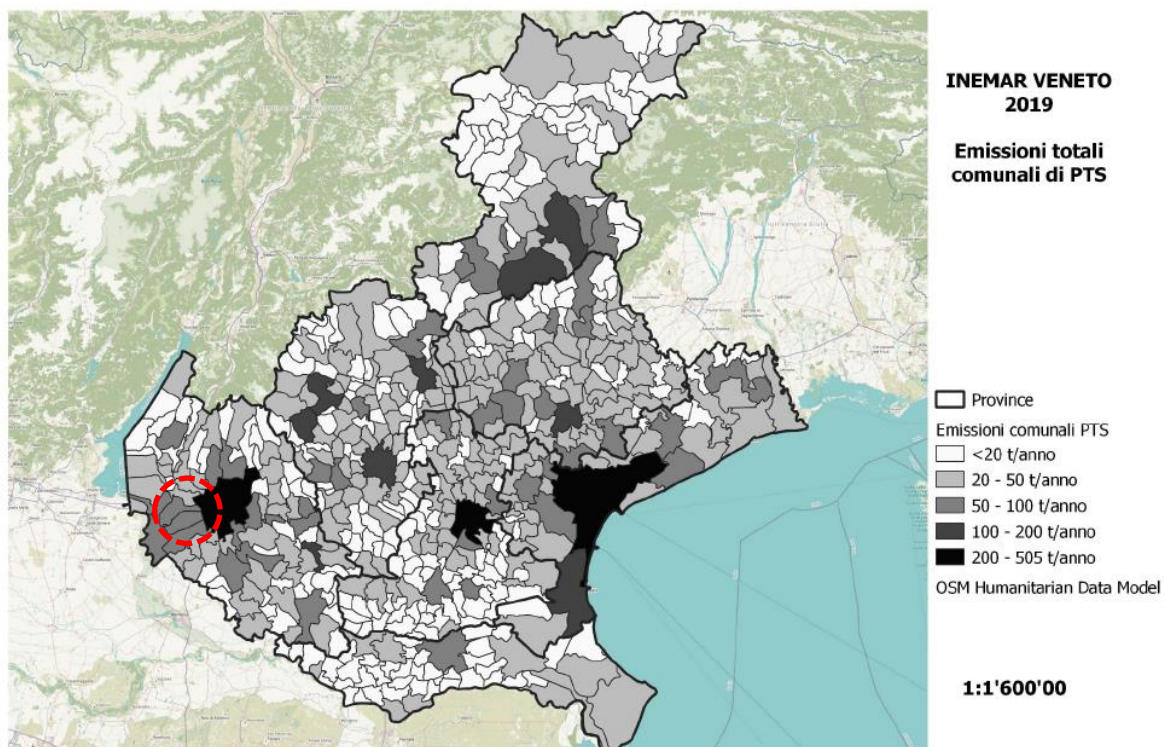 INEMAR VENETO
2019
Emissioni totali
comunali di PTS
Province
Emissioni comunali PTS
<20 t/anno
20 - 50 t/anno
50 - 100 t/anno
100 - 200 t/anno
200 - 505 t/anno
OSM Humanitarian Data Model
1:1'600'00